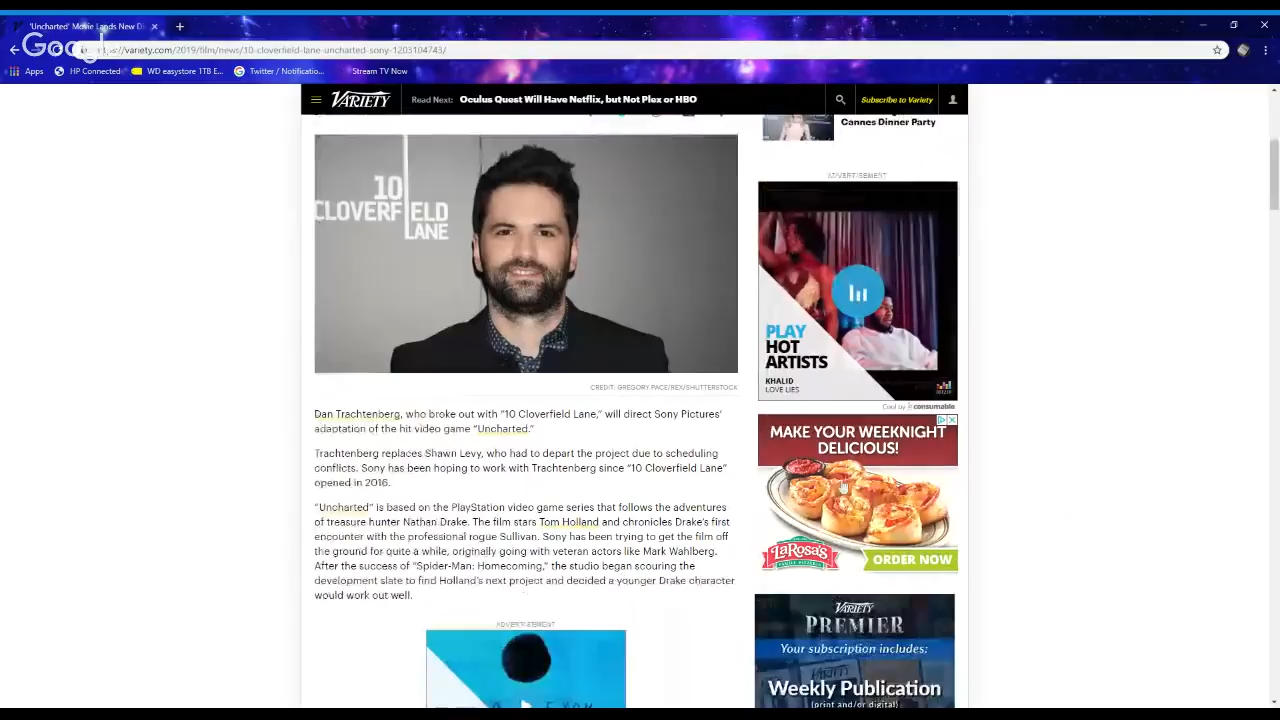 'Uncharted' Movie Lands New Di
Google
https://variety.com/2019/film/news/10-cloverfield-lane-uncharted-sony-1203104743/
Apps
HP Connected
WD easystore 1TB E...
Twitter / Notificatio...
Stream TV Now
VARIETY
Read Next: Oculus Quest Will Have Netflix, but Not Plex or HBO
Subscribe to Variety
Cannes Dinner Party
10
CLOVERFIELD
LANE
CREDIT: GREGORY PACE/REX/SHUTTERSTOCK
Dan Trachtenberg, who broke out with "10 Cloverfield Lane," will direct Sony Pictures'
adaptation of the hit video game "Uncharted."
Trachtenberg replaces Shawn Levy, who had to depart the project due to scheduling
conflicts. Sony has been hoping to work with Trachtenberg since "10 Cloverfield Lane"
opened in 2016.
"Uncharted" is based on the PlayStation video game series that follows the adventures
of treasure hunter Nathan Drake. The film stars Tom Holland and chronicles Drake's first
encounter with the professional rogue Sullivan. Sony has been trying to get the film off
the ground for quite a while, originally going with veteran actors like Mark Wahlberg.
After the success of "Spider-Man: Homecoming," the studio began scouring the
development slate to find Holland's next project and decided a younger Drake character
would work out well.
ADVERTISEMENT
ADVERTISEMENT
PLAY
HOT
ARTISTS
KHALID
LOVE LIES
DEEZER
Cool by consumable
MAKE YOUR WEEKNIGHT
DELICIOUS!
LaRosa's
FAMILY PIZZERIA
ORDER NOW
VARIETY
PREMIER
Your subscription includes:
Weekly Publication
(print and/or digital)